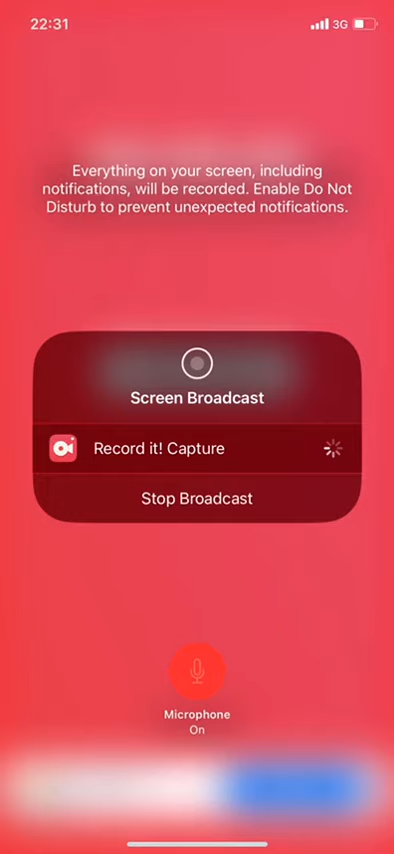 22:31
3G
Everything on your screen, including
notifications, will be recorded. Enable Do Not
Disturb to prevent unexpected notifications.
Screen Broadcast
Record it! Capture
Stop Broadcast
Microphone
On